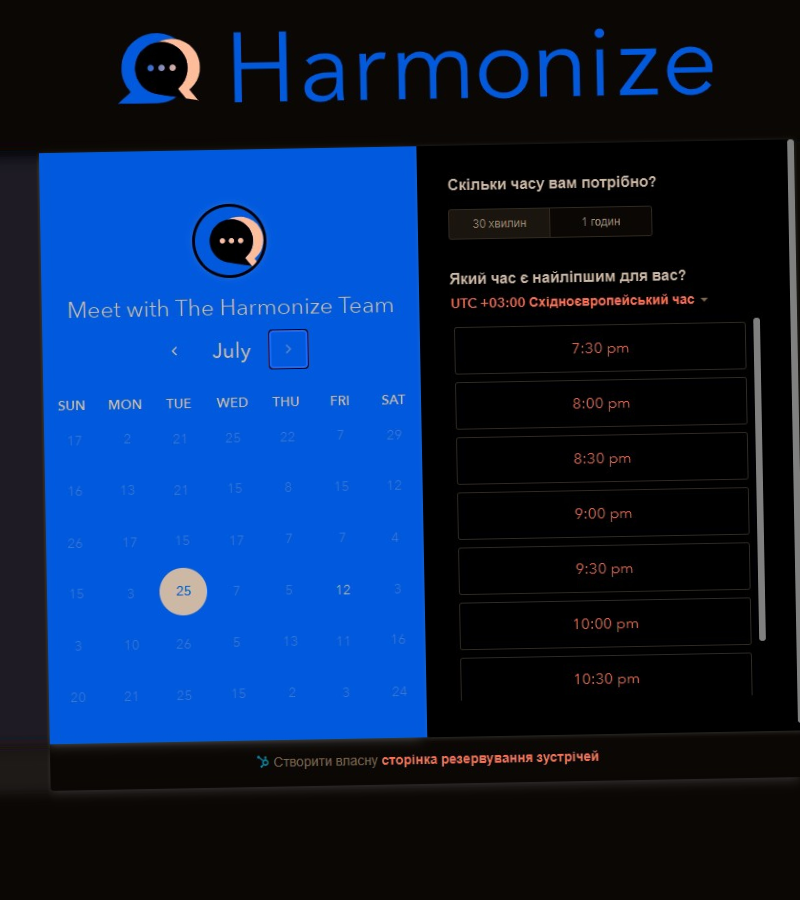 Harmonize
Meet with The Harmonize Team
July
SUN MON TUE WED THU FRI SAT
17 2 21 25 22 7 29
16 13 21 15 8 15 12
26 17 15 17 7 7 4
15 3 25 7 5 12 3
3 10 26 5 13 11 16
20 21 25 15 2 3 24
Скільки часу вам потрібно?
30 хвилин 1 годин
Який час є найліпшим для вас?
UTC +03:00 Східноєвропейський час
7:30 pm
8:00 pm
8:30 pm
9:00 pm
9:30 pm
10:00 pm
10:30 pm
Створити власну сторінка резервування зустрічей